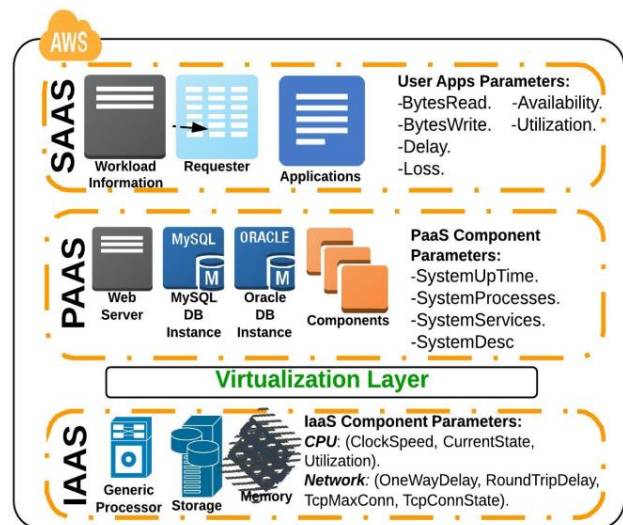 AWS
SAAS
Workload
Information
Requester
Applications
User Apps Parameters:
-BytesRead. -Availability.
-BytesWrite. -Utilization.
-Delay.
-Loss.
PAAS
Web
Server
MySQL
MySQL
DB
Instance
M
ORACLE
Oracle
DB
Instance
M
Components
PaaS Component
Parameters:
-SystemUpTime.
-SystemProcesses.
-SystemServices.
-SystemDesc
Virtualization Layer
IAAS
Generic
Processor
Storage
Memory
IaaS Component Parameters:
CPU: (ClockSpeed, CurrentState,
Utilization).
Network: (OneWayDelay, RoundTripDelay,
TcpMaxConn, TcpConnState).